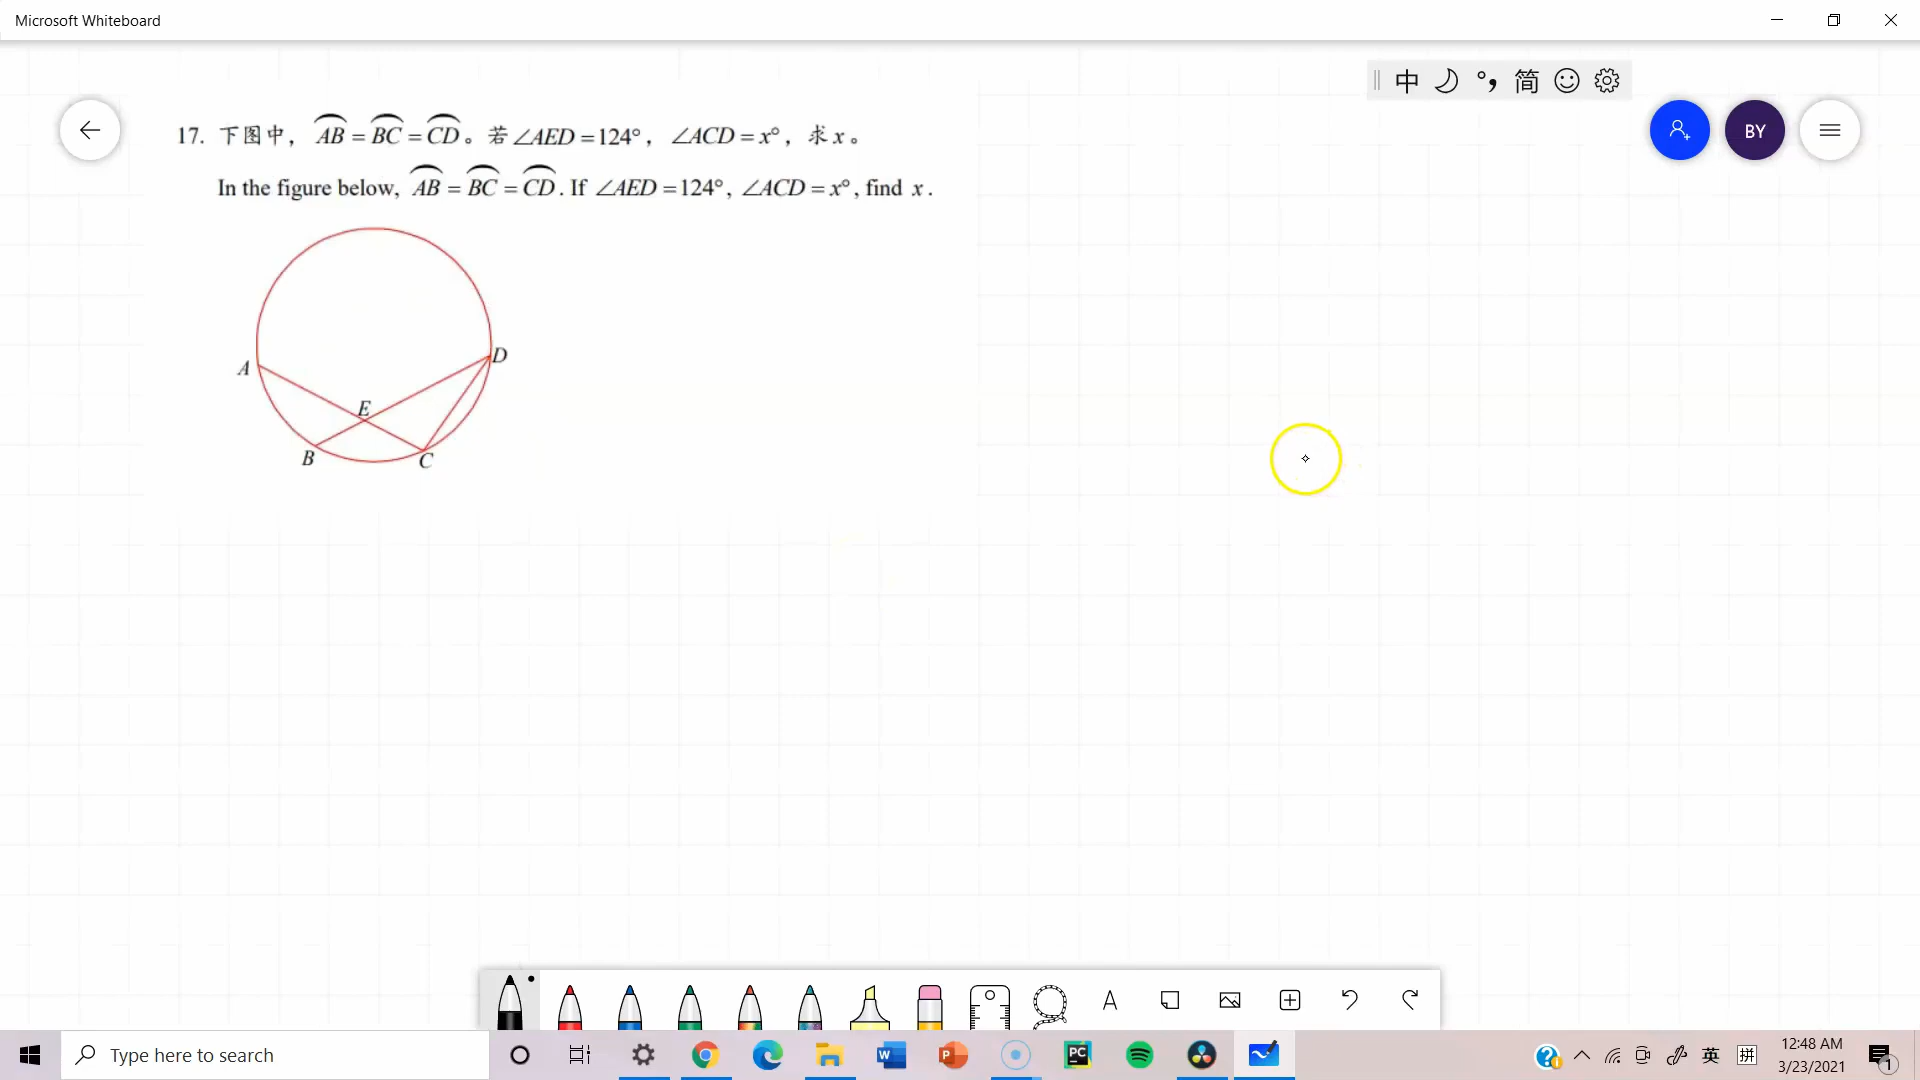 Microsoft Whiteboard
中 °, 简
BY
17. 下图中, AB = BC = CD。若∠AED = 124°, ∠ACD = x°, 求 x。
In the figure below, AB = BC = CD. If ∠AED = 124°, ∠ACD = x°, find x.
A
D
E
B
C
A
Type here to search
W
P
PC
英
拼
12:48 AM
3/23/2021
1